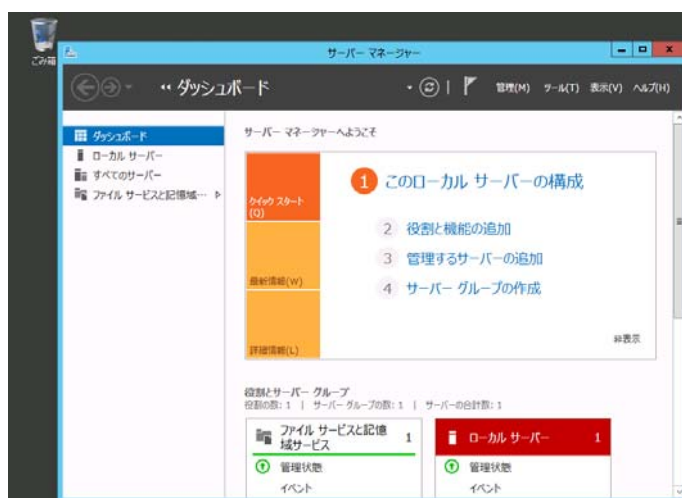 ごみ箱
サーバー マネージャー
ダッシュボード
管理(M) ツール(T) 表示(V) ヘルプ(H)
ダッシュボード
ローカル サーバー
すべてのサーバー
ファイル サービスと記憶域…
サーバー マネージャーへようこそ
クイック スタート
(Q)
最新情報(W)
詳細情報(L)
1 このローカル サーバーの構成
2 役割と機能の追加
3 管理するサーバーの追加
4 サーバー グループの作成
非表示
役割とサーバー グループ
役割の数: 1 | サーバー グループの数: 1 | サーバーの合計数: 1
ファイル サービスと記憶
域サービス
1
管理状態
イベント
ローカル サーバー 1
管理状態
イベント